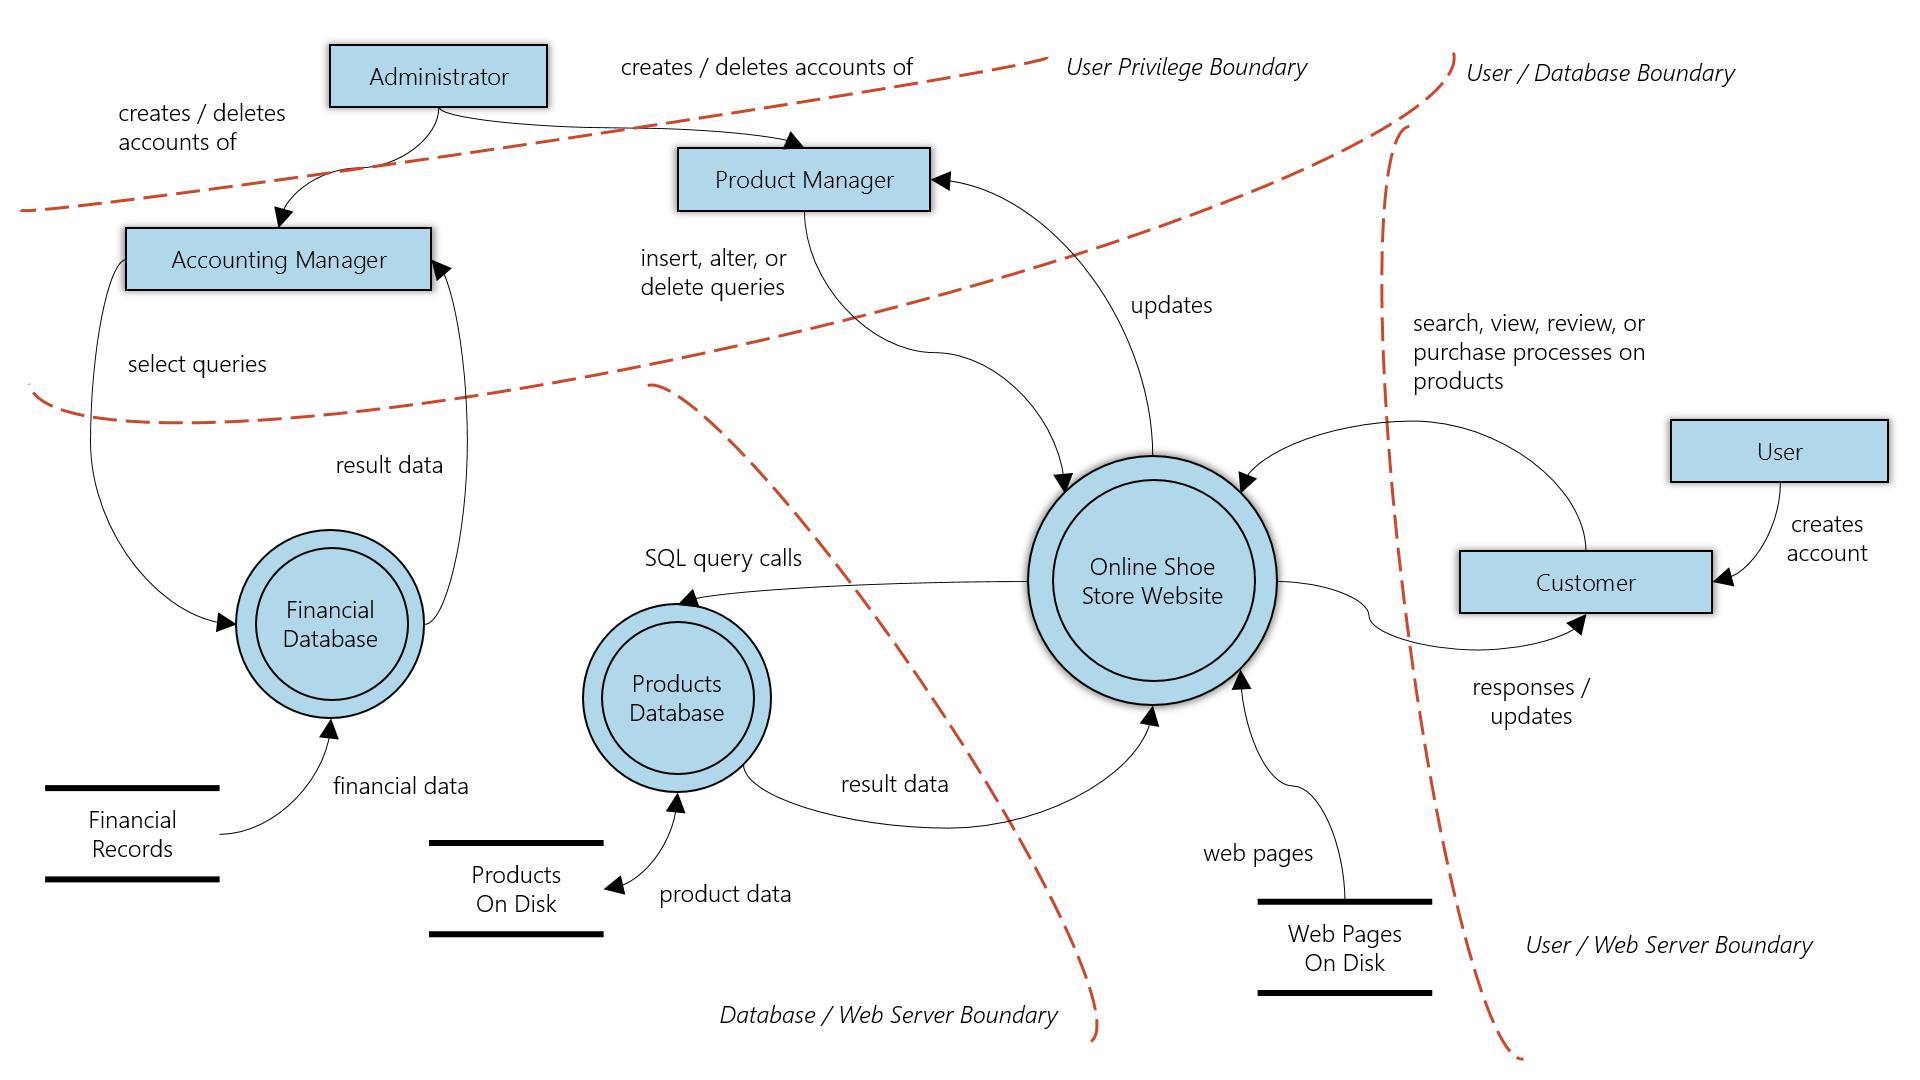 Administrator
creates / deletes accounts of
User Privilege Boundary
User / Database Boundary
creates / deletes
accounts of
Product Manager
Accounting Manager
insert, alter, or
delete queries
updates
search, view, review, or
purchase processes on
products
select queries
result data
User
creates
account
SQL query calls
Online Shoe
Store Website
Customer
Financial
Database
Products
Database
responses /
updates
financial data
result data
Financial
Records
web pages
Products
On Disk
product data
Web Pages
On Disk
User / Web Server Boundary
Database / Web Server Boundary